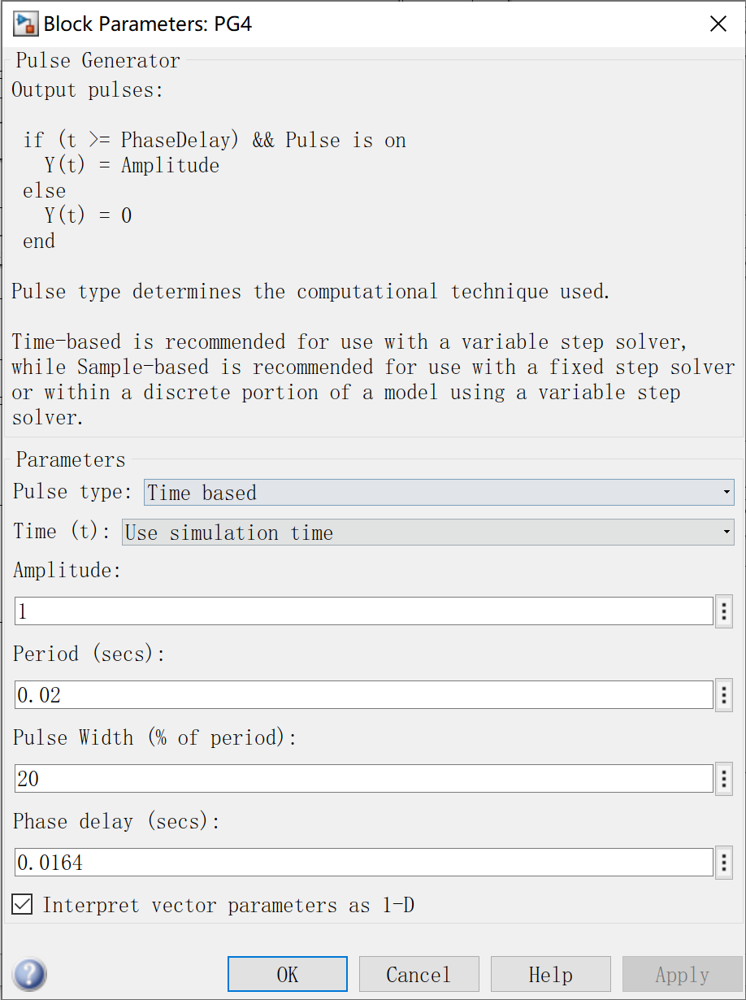 Block Parameters: PG4
Pulse Generator
Output pulses:
if (t >= PhaseDelay) && Pulse is on
Y(t) = Amplitude
else
Y(t) = 0
end
Pulse type determines the computational technique used.
Time-based is recommended for use with a variable step solver,
while Sample-based is recommended for use with a fixed step solver
or within a discrete portion of a model using a variable step
solver.
Parameters
Pulse type: Time based
Time (t): Use simulation time
Amplitude:
1
Period (secs):
0.02
Pulse Width (% of period):
20
Phase delay (secs):
0.0164
Interpret vector parameters as 1-D
? OK Cancel Help Apply